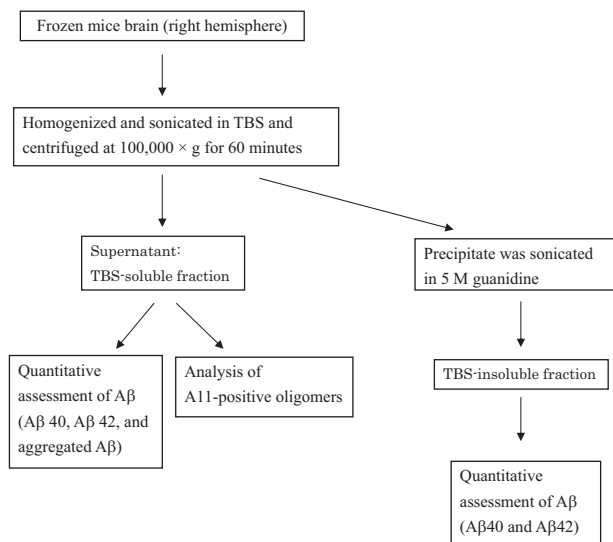 Frozen mice brain (right hemisphere)
Homogenized and sonicated in TBS and
centrifuged at 100,000 × g for 60 minutes
Supernatant:
TBS-soluble fraction
Precipitate was sonicated
in 5 M guanidine
Quantitative
assessment of Aβ
(Aβ 40, Aβ 42, and
aggregated Aβ)
Analysis of
A11-positive oligomers
TBS-insoluble fraction
Quantitative
assessment of Aβ
(Aβ40 and Aβ42)